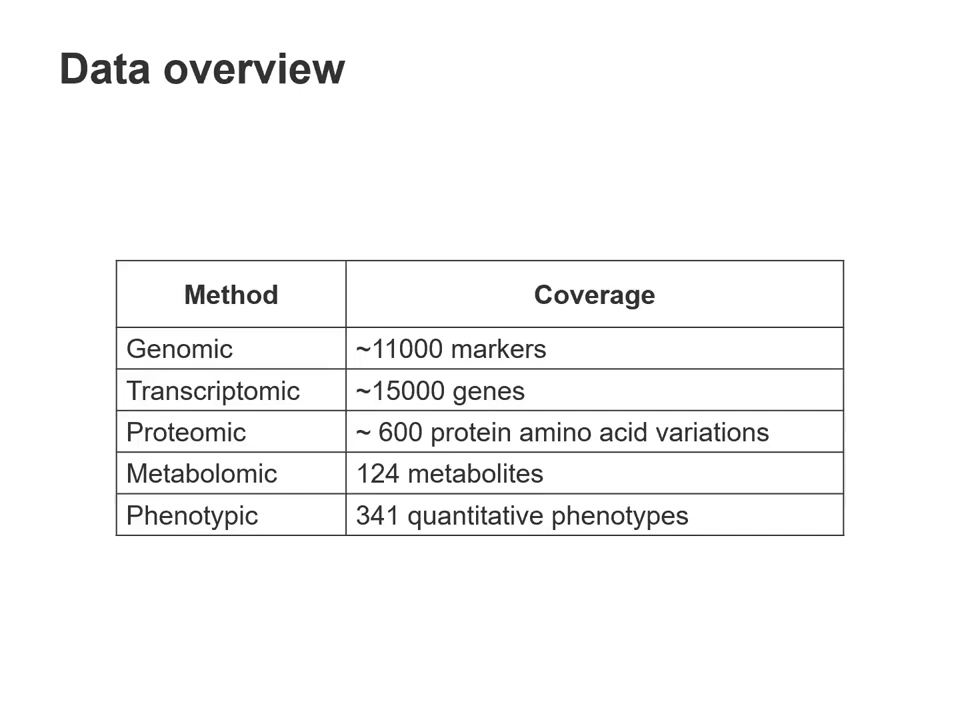 Data overview
Method Coverage
Genomic ~11000 markers
Transcriptomic ~15000 genes
Proteomic ~ 600 protein amino acid variations
Metabolomic 124 metabolites
Phenotypic 341 quantitative phenotypes